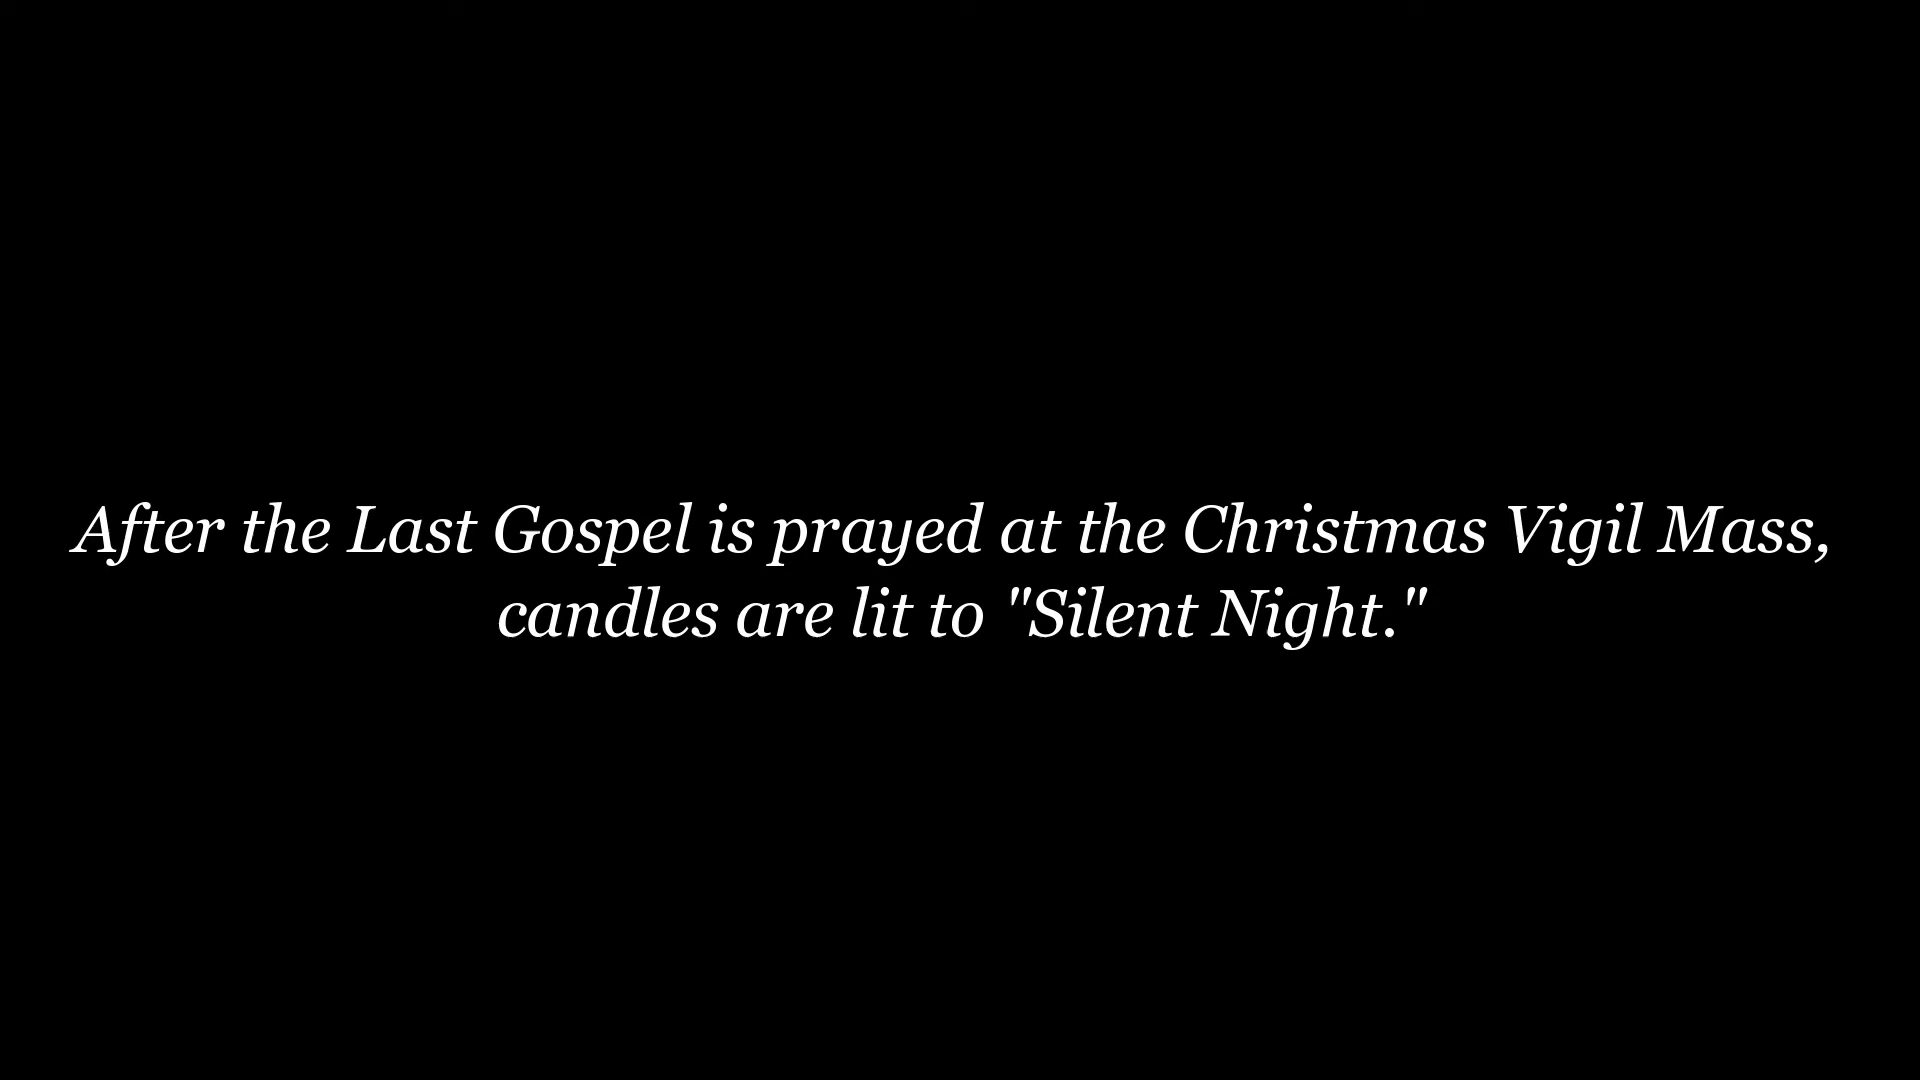 After the Last Gospel is prayed at the Christmas Vigil Mass,
candles are lit to "Silent Night."